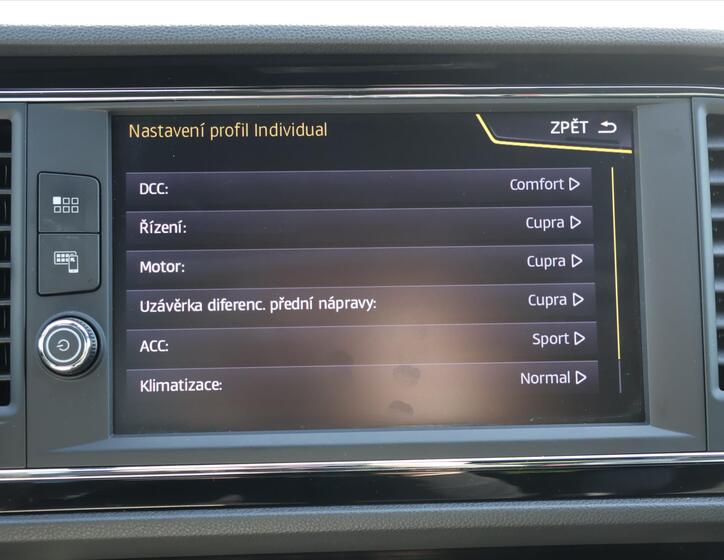 Nastavení profil Individual
ZPĚT
DCC: Comfort
Řízení: Cupra
Motor: Cupra
Uzávěrka diferenc. přední nápravy: Cupra
ACC: Sport
Klimatizace: Normal